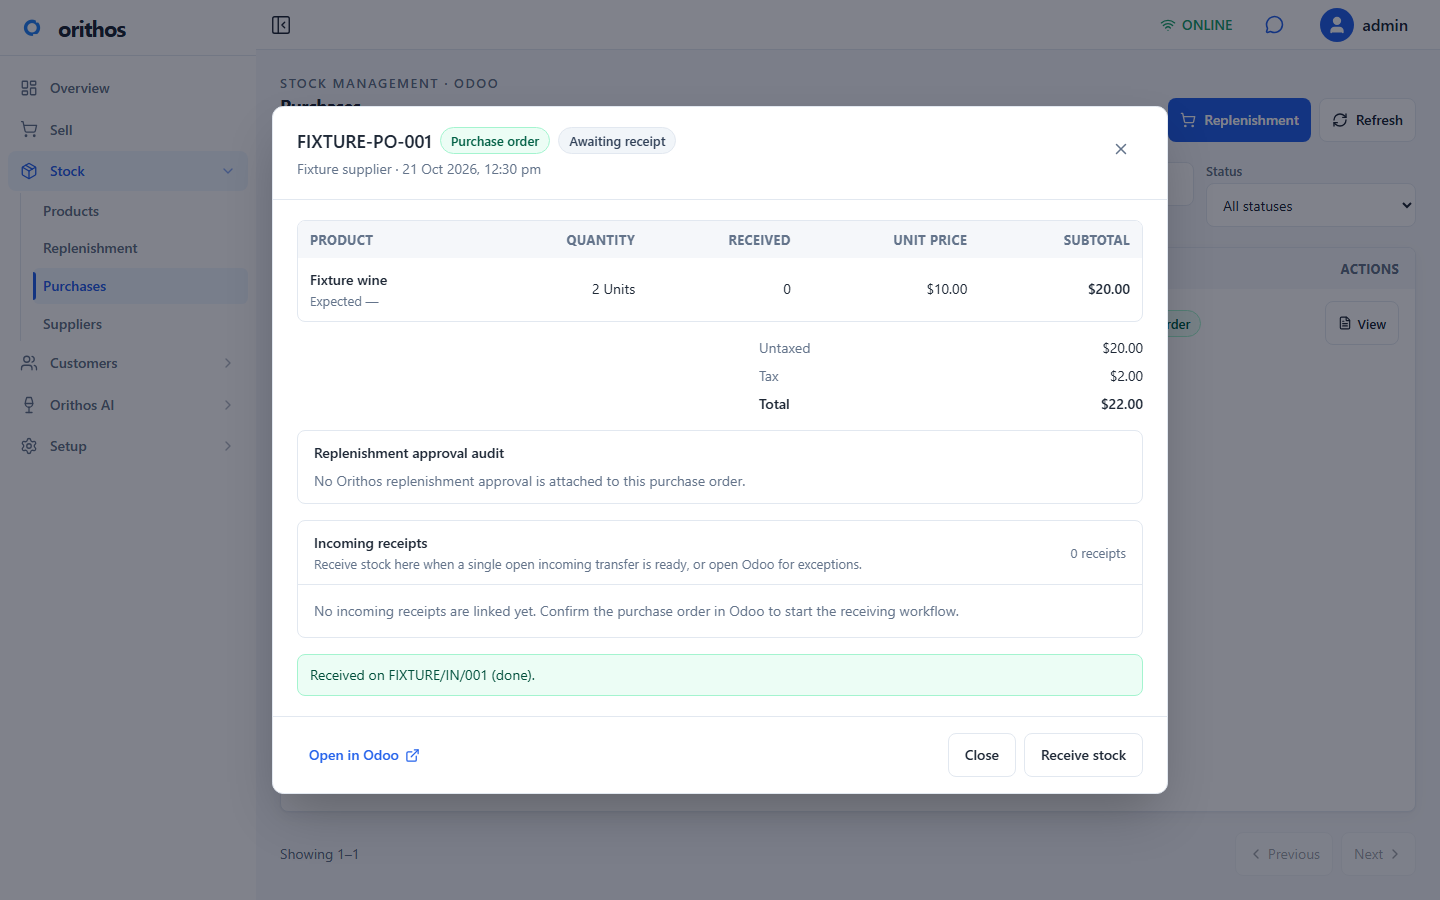 orithos
ONLINE
admin
Overview
Sell
Stock
Products
Replenishment
Purchases
Suppliers
Customers
Orithos AI
Setup
STOCK MANAGEMENT · ODOO
Purchases
Replenishment
Refresh
Status
All statuses
ACTIONS
View
FIXTURE-PO-001
Purchase order
Awaiting receipt
Fixture supplier · 21 Oct 2026, 12:30 pm
PRODUCT QUANTITY RECEIVED UNIT PRICE SUBTOTAL
Fixture wine 2 Units 0 $10.00 $20.00
Expected —
Untaxed $20.00
Tax $2.00
Total $22.00
Replenishment approval audit
No Orithos replenishment approval is attached to this purchase order.
Incoming receipts
Receive stock here when a single open incoming transfer is ready, or open Odoo for exceptions.
0 receipts
No incoming receipts are linked yet. Confirm the purchase order in Odoo to start the receiving workflow.
Received on FIXTURE/IN/001 (done).
Open in Odoo
Close
Receive stock
Showing 1–1
Previous
Next